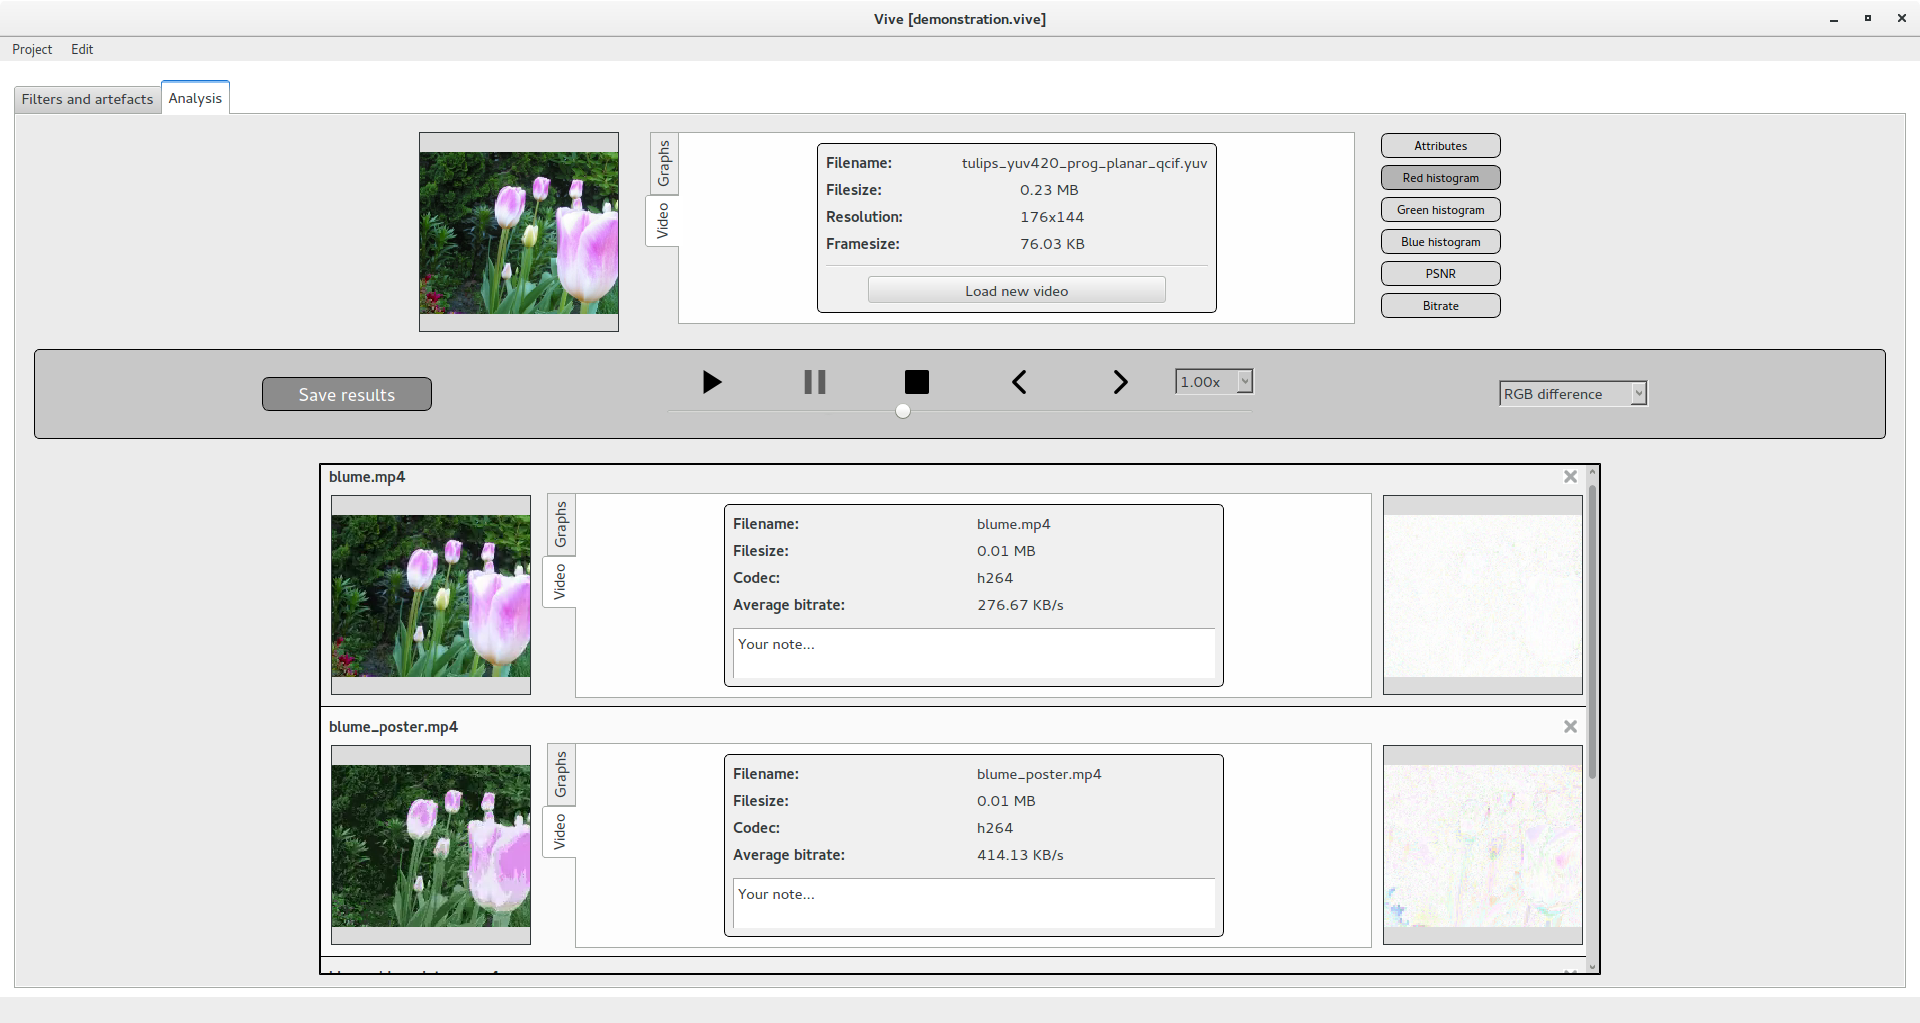 Vive [demonstration.vive]
Project Edit
Filters and artefacts Analysis
Graphs
Video
Filename: tulips_yuv420_prog_planar_qcif.yuv
Filesize: 0.23 MB
Resolution: 176x144
Framesize: 76.03 KB
Load new video
Attributes
Red histogram
Green histogram
Blue histogram
PSNR
Bitrate
Save results
1.00x
RGB difference
blume.mp4
Graphs
Video
Filename: blume.mp4
Filesize: 0.01 MB
Codec: h264
Average bitrate: 276.67 KB/s
Your note...
blume_poster.mp4
Graphs
Video
Filename: blume_poster.mp4
Filesize: 0.01 MB
Codec: h264
Average bitrate: 414.13 KB/s
Your note...